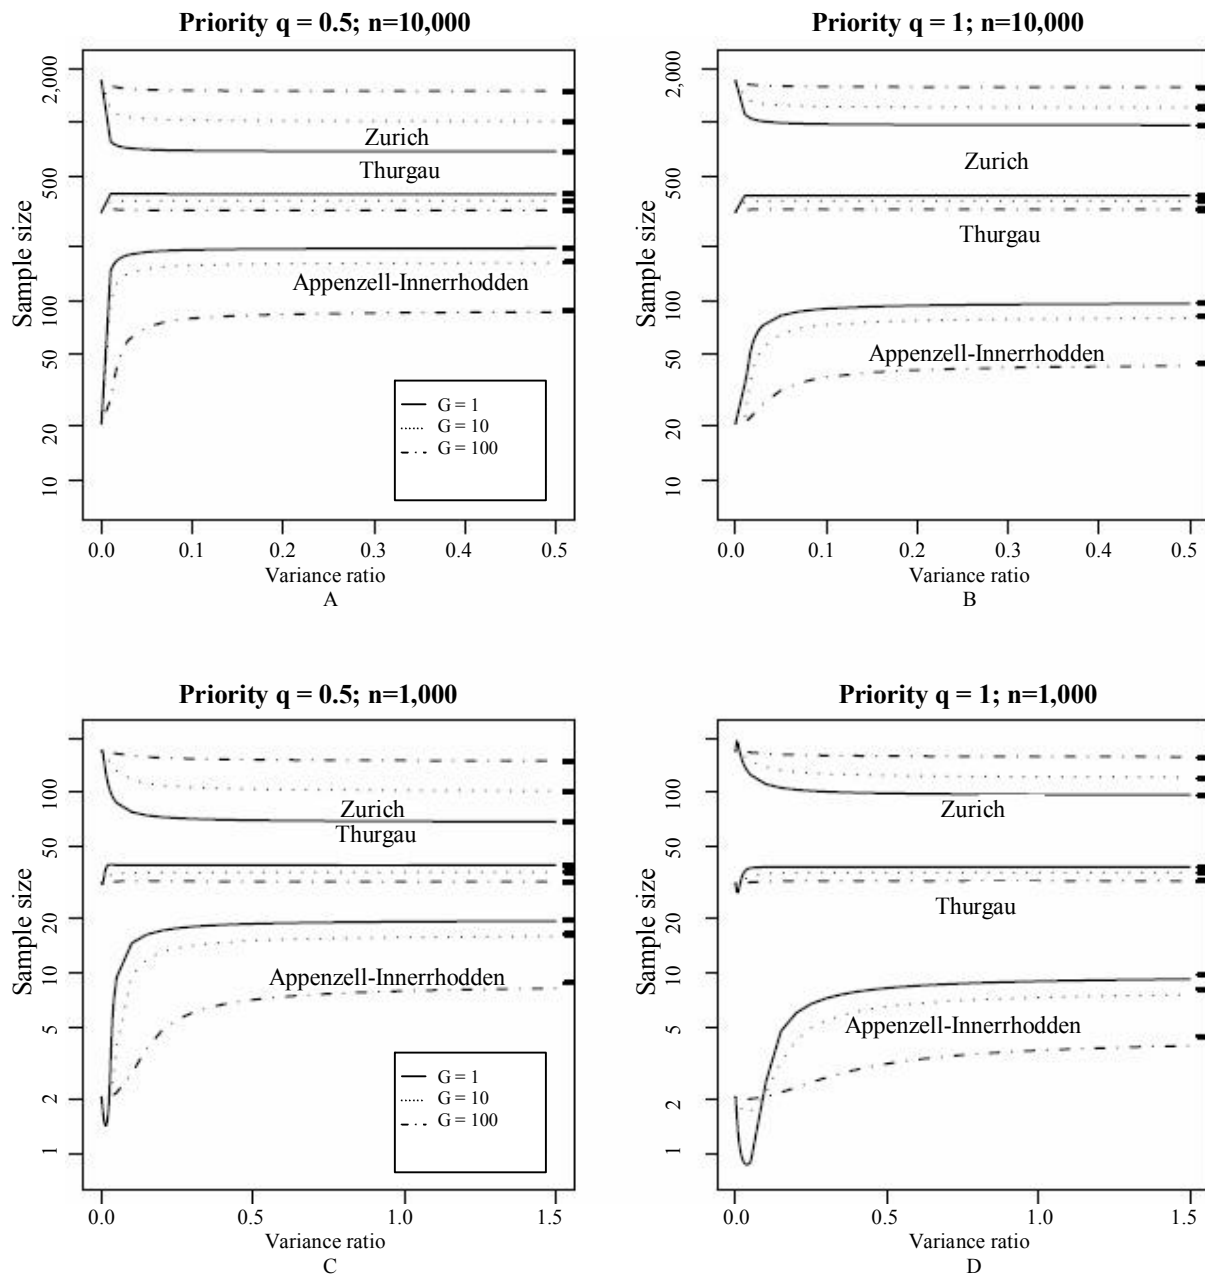 Priority q = 0.5; n=10,000
Sample size
2,000
500
100
50
20
10
Zurich
Thurgau
Appenzell-Innerrhodden
G = 1
G = 10
G = 100
0.0 0.1 0.2 0.3 0.4 0.5
Variance ratio
A
Priority q = 1; n=10,000
Sample size
2,000
500
100
50
20
10
Zurich
Thurgau
Appenzell-Innerrhodden
0.0 0.1 0.2 0.3 0.4 0.5
Variance ratio
B
Priority q = 0.5; n=1,000
Sample size
100
50
20
10
5
2
1
Zurich
Thurgau
Appenzell-Innerrhodden
G = 1
G = 10
G = 100
0.0 0.5 1.0 1.5
Variance ratio
C
Priority q = 1; n=1,000
Sample size
100
50
20
10
5
2
1
Zurich
Thurgau
Appenzell-Innerrhodden
0.0 0.5 1.0 1.5
Variance ratio
D